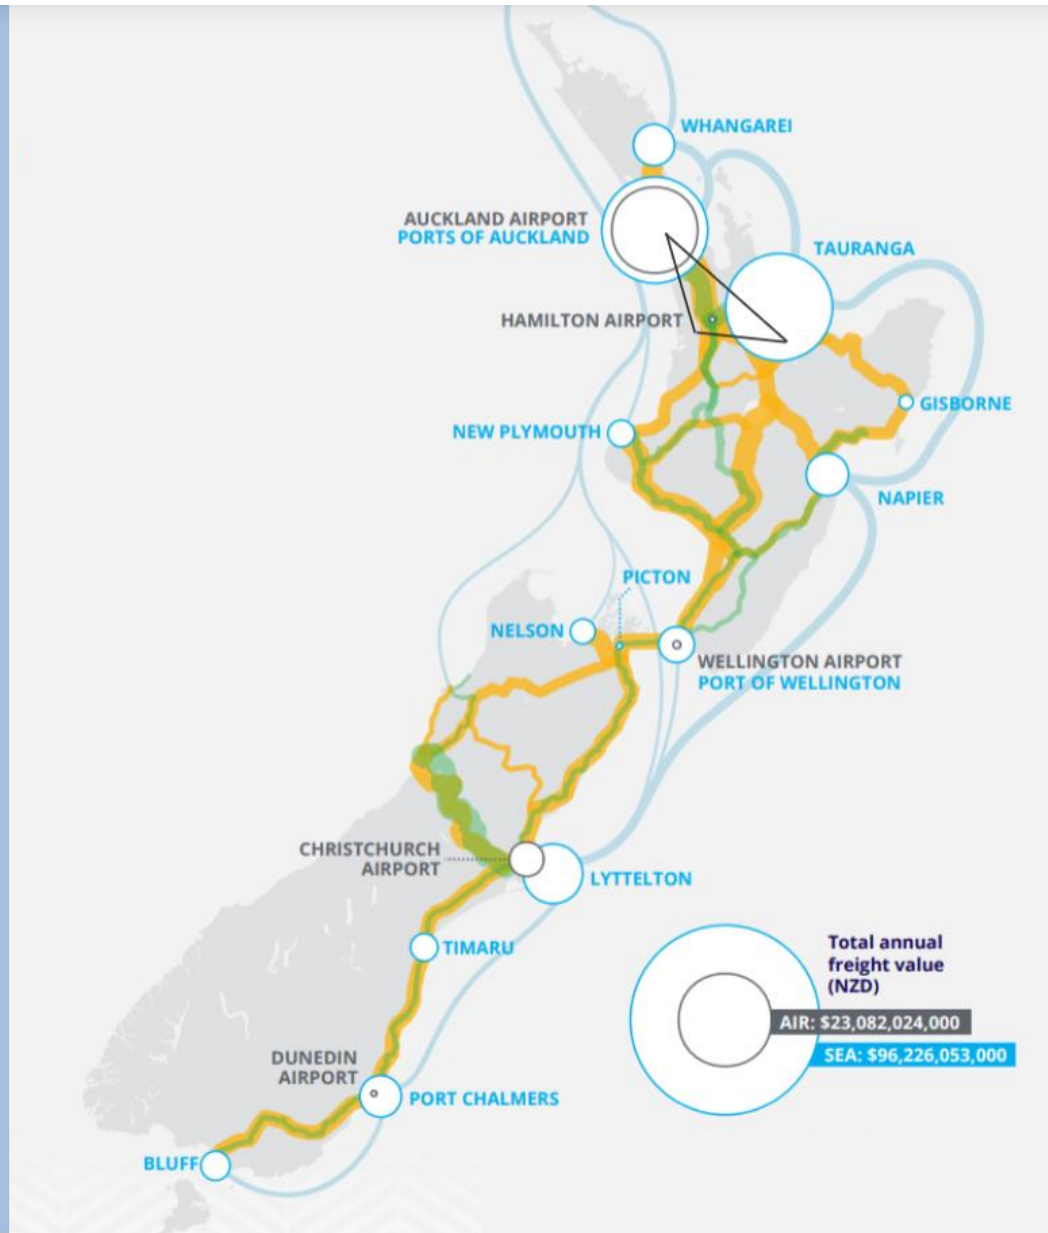 WHANGAREI
AUCKLAND AIRPORT
PORTS OF AUCKLAND
TAURANGA
HAMILTON AIRPORT
GISBORNE
NEW PLYMOUTH
NAPIER
PICTON
NELSON
WELLINGTON AIRPORT
PORT OF WELLINGTON
CHRISTCHURCH
AIRPORT
LYTTELTON
TIMARU
Total annual
freight value
(NZD)
AIR: $23,082,024,000
SEA: $96,226,053,000
DUNEDIN
AIRPORT
PORT CHALMERS
BLUFF